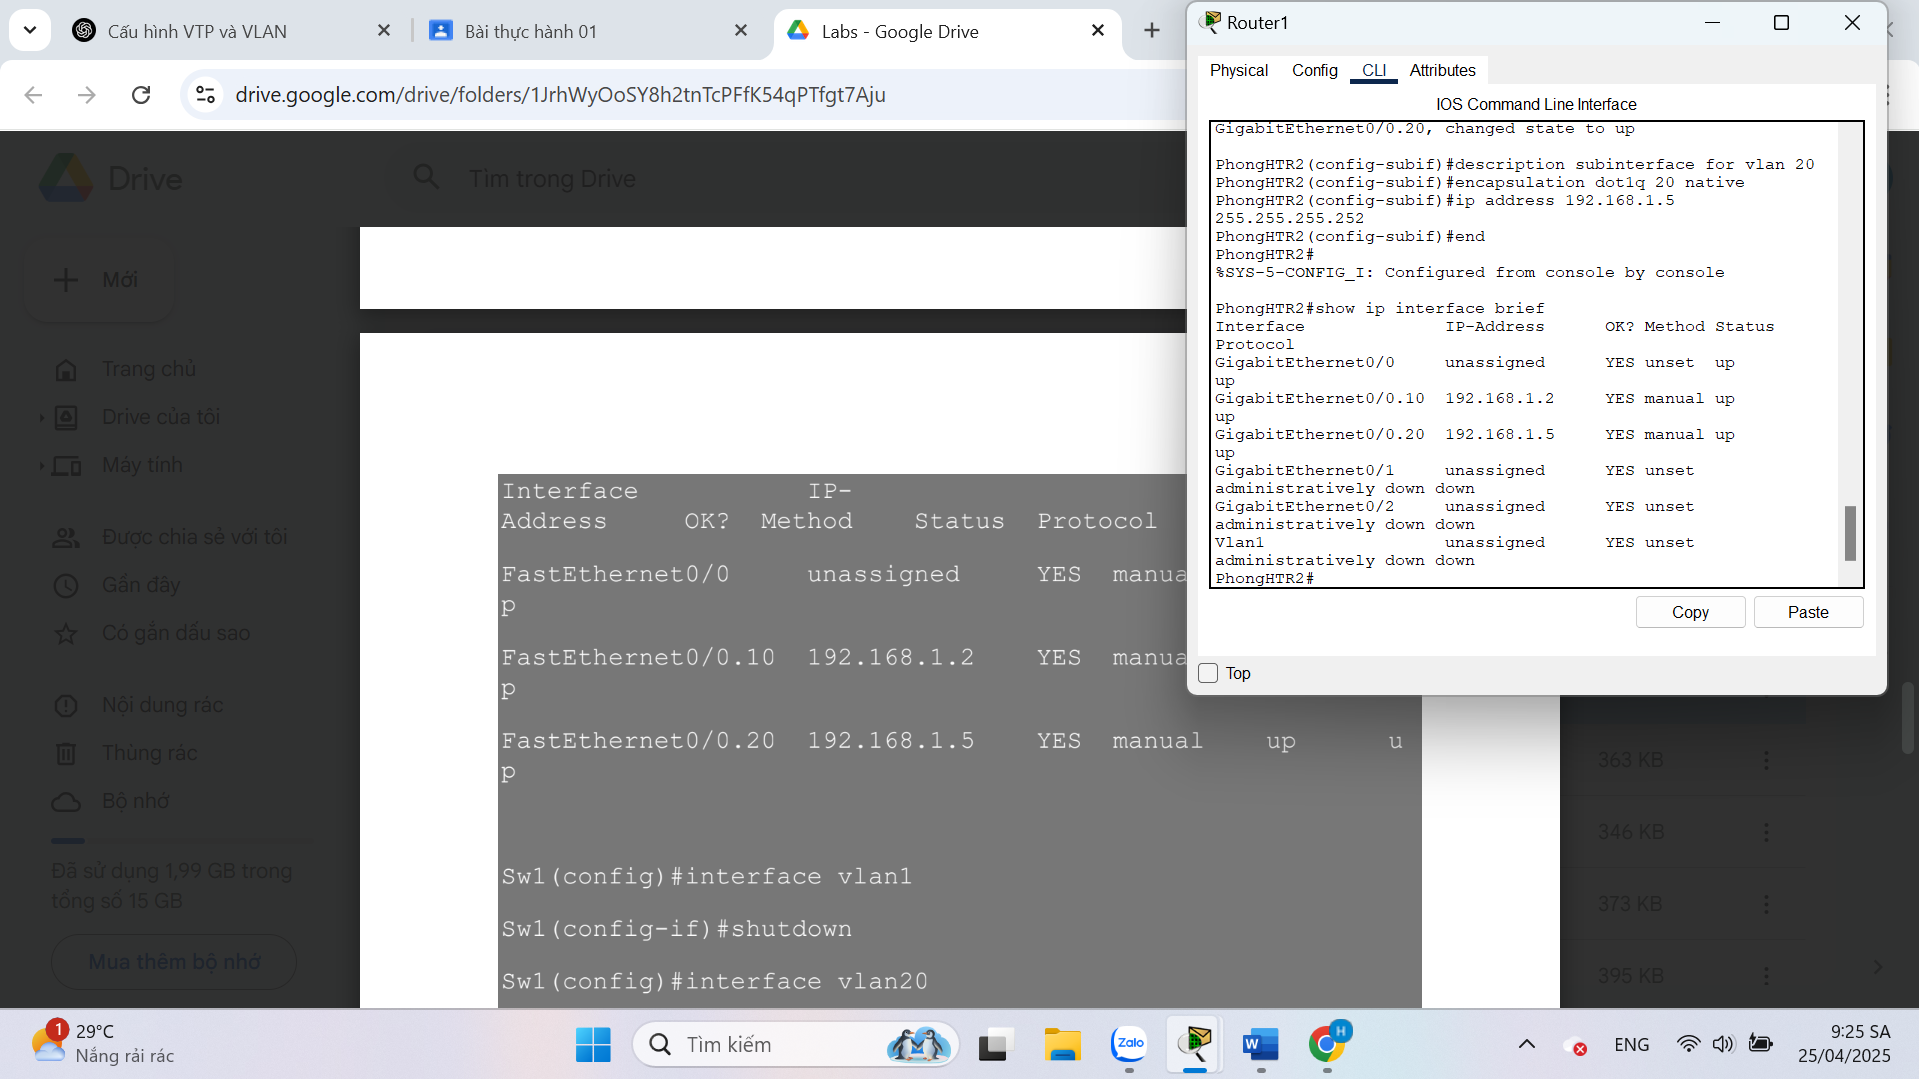 Cấu hình VTP và VLAN
Bài thực hành 01
Labs - Google Drive
drive.google.com/drive/folders/1JrhWyOoSY8h2tnTcPFfK54qPTfgt7Aju
Drive
Tìm trong Drive
Mới
Trang chủ
Drive của tôi
Máy tính
Được chia sẻ với tôi
Gần đây
Có gắn dấu sao
Nội dung rác
Thùng rác
Bộ nhớ
Đã sử dụng 1,99 GB trong
tổng số 15 GB
Mua thêm bộ nhớ
Interface IP-
Address OK? Method Status Protocol
FastEthernet0/0 unassigned YES manua
p
FastEthernet0/0.10 192.168.1.2 YES manua
p
FastEthernet0/0.20 192.168.1.5 YES manual up u
p
Sw1(config)#interface vlan1
Sw1(config-if)#shutdown
Sw1(config)#interface vlan20
363 KB
346 KB
373 KB
395 KB
Router1
Physical Config CLI Attributes
IOS Command Line Interface
GigabitEthernet0/0.20, changed state to up
PhongHTR2(config-subif)#description subinterface for vlan 20
PhongHTR2(config-subif)#encapsulation dot1q 20 native
PhongHTR2(config-subif)#ip address 192.168.1.5
255.255.255.252
PhongHTR2(config-subif)#end
PhongHTR2#
%SYS-5-CONFIG_I: Configured from console by console
PhongHTR2#show ip interface brief
Interface IP-Address OK? Method Status
Protocol
GigabitEthernet0/0 unassigned YES unset up
up
GigabitEthernet0/0.10 192.168.1.2 YES manual up
up
GigabitEthernet0/0.20 192.168.1.5 YES manual up
up
GigabitEthernet0/1 unassigned YES unset
administratively down down
GigabitEthernet0/2 unassigned YES unset
administratively down down
Vlan1 unassigned YES unset
administratively down down
PhongHTR2#
Copy Paste
Top
1
29°C
Nắng rải rác
Tìm kiếm
Zalo
W
H
ENG
9:25 SA
25/04/2025